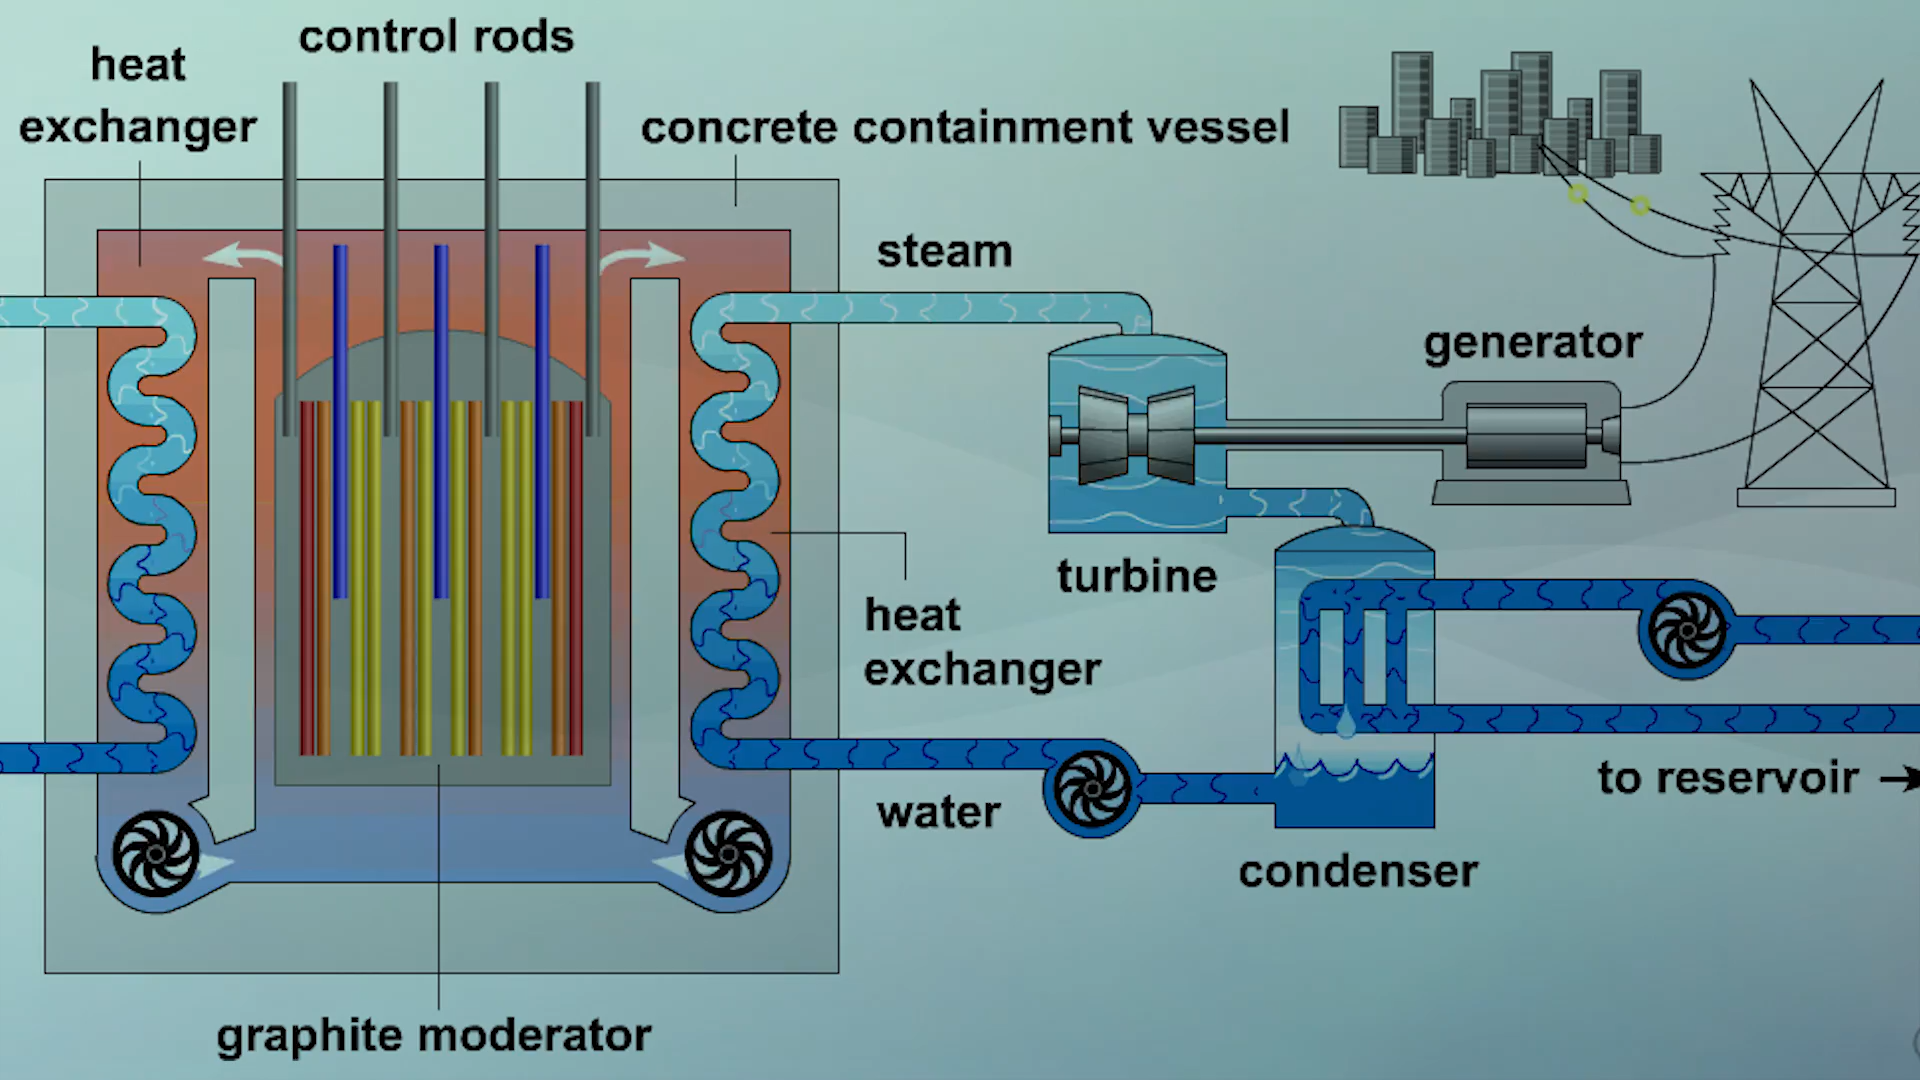 control rods
heat
exchanger
concrete containment vessel
steam
generator
turbine
heat
exchanger
to reservoir
water
condenser
graphite moderator